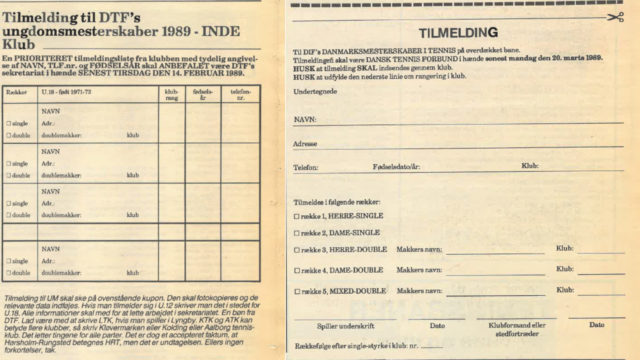 Tilmelding til DTF's
ungdomsmesterskaber 1989 - INDE
Klub
En PRIORITERET tilmeldingsliste fra klubben med tydelig angivel-
se af NAVN, TLF.nr. og FØDSELSÅR skal ANBEFALET være DTF's
sekretariat i hænde SENEST TIRSDAG DEN 14. FEBRUAR 1989.
Rækker U.18 - født 1971-72 klub- rang fødsels- år telefon- nr.
NAVN
□ single Adr.:
□ double doublemakker: klub
NAVN
□ single Adr.:
□ double doublemakker: klub
NAVN
□ single Adr.:
□ double doublemakker: klub
NAVN
□ single Adr.:
□ double doublemakker: klub
Tilmelding til UM skal ske på ovenstående kupon. Den skal fotokopieres og de
relevante data indføjes. Hvis man tilmelder sig i U.12 skriver man det i stedet for
U.18. Alle informationer skal med for at lette arbejdet i sekretariatet. En bøn fra
DTF. Lad være med at skrive LTK, hvis man spiller i Lyngby. KTK og ATK kan
betyde flere klubber, så skriv Kløvermarken eller Kolding eller Aalborg tennis-
klub. Det letter tingene for alle parter. Det er dog et accepteret faktum, at
Hørsholm-Rungsted betegnes HRT, men det er undtagelsen. Ellers ingen
forkortelser, tak.
TILMELDING
Til DIF's DANMARKSMESTERSKABER I TENNIS på overdækket bane.
Tilmeldingen skal være DANSK TENNIS FORBUND i hænde senest mandag den 20. marts 1989.
HUSK at tilmelding SKAL indsendes gennem klub.
HUSK at udfylde den nederste linie om rangering i klub.
Undertegnede
NAVN:
Adresse
Telefon: Fødselsdato/år: Klub:
Tilmeldes i følgende rækker:
□ række 1, HERRE-SINGLE
□ række 2, DAME-SINGLE
□ række 3, HERRE-DOUBLE Makkers navn: Klub:
□ række 4, DAME-DOUBLE Makkers navn: Klub:
□ række 5, MIXED-DOUBLE Makkers navn: Klub:
Spiller underskrift Dato Klubformand eller Dato
stedfortræder
Rækkefølge efter single-styrke i klub: nr.